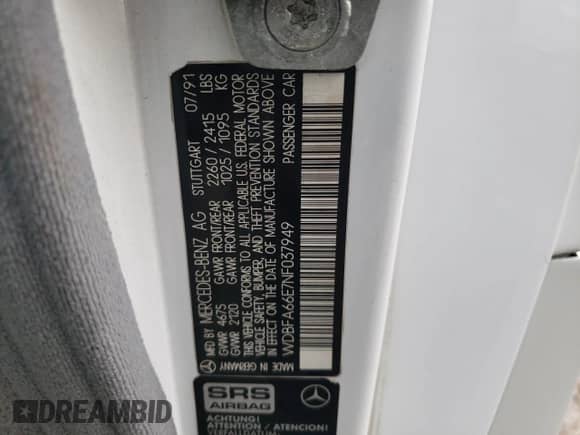 MERCEDES-BENZ AG STUTTGART 07/91
GVWR 4675 GAWR FRONT/REAR 2260 / 2415 LBS
GVWR 2120 GAWR FRONT/REAR 1025 / 1095 KG
THIS VEHICLE CONFORMS TO ALL APPLICABLE U.S. FEDERAL MOTOR
VEHICLE SAFETY, BUMPER, AND THEFT PREVENTION STANDARDS
IN EFFECT ON THE DATE OF MANUFACTURE SHOWN ABOVE
MADE IN GERMANY
WDBFA66E7NF037949 PASSENGER CAR
SRS
AIRBAG
ACHTUNG!
ATTENTION / ATTENTION
VERFALLDATUM
DREAMBID